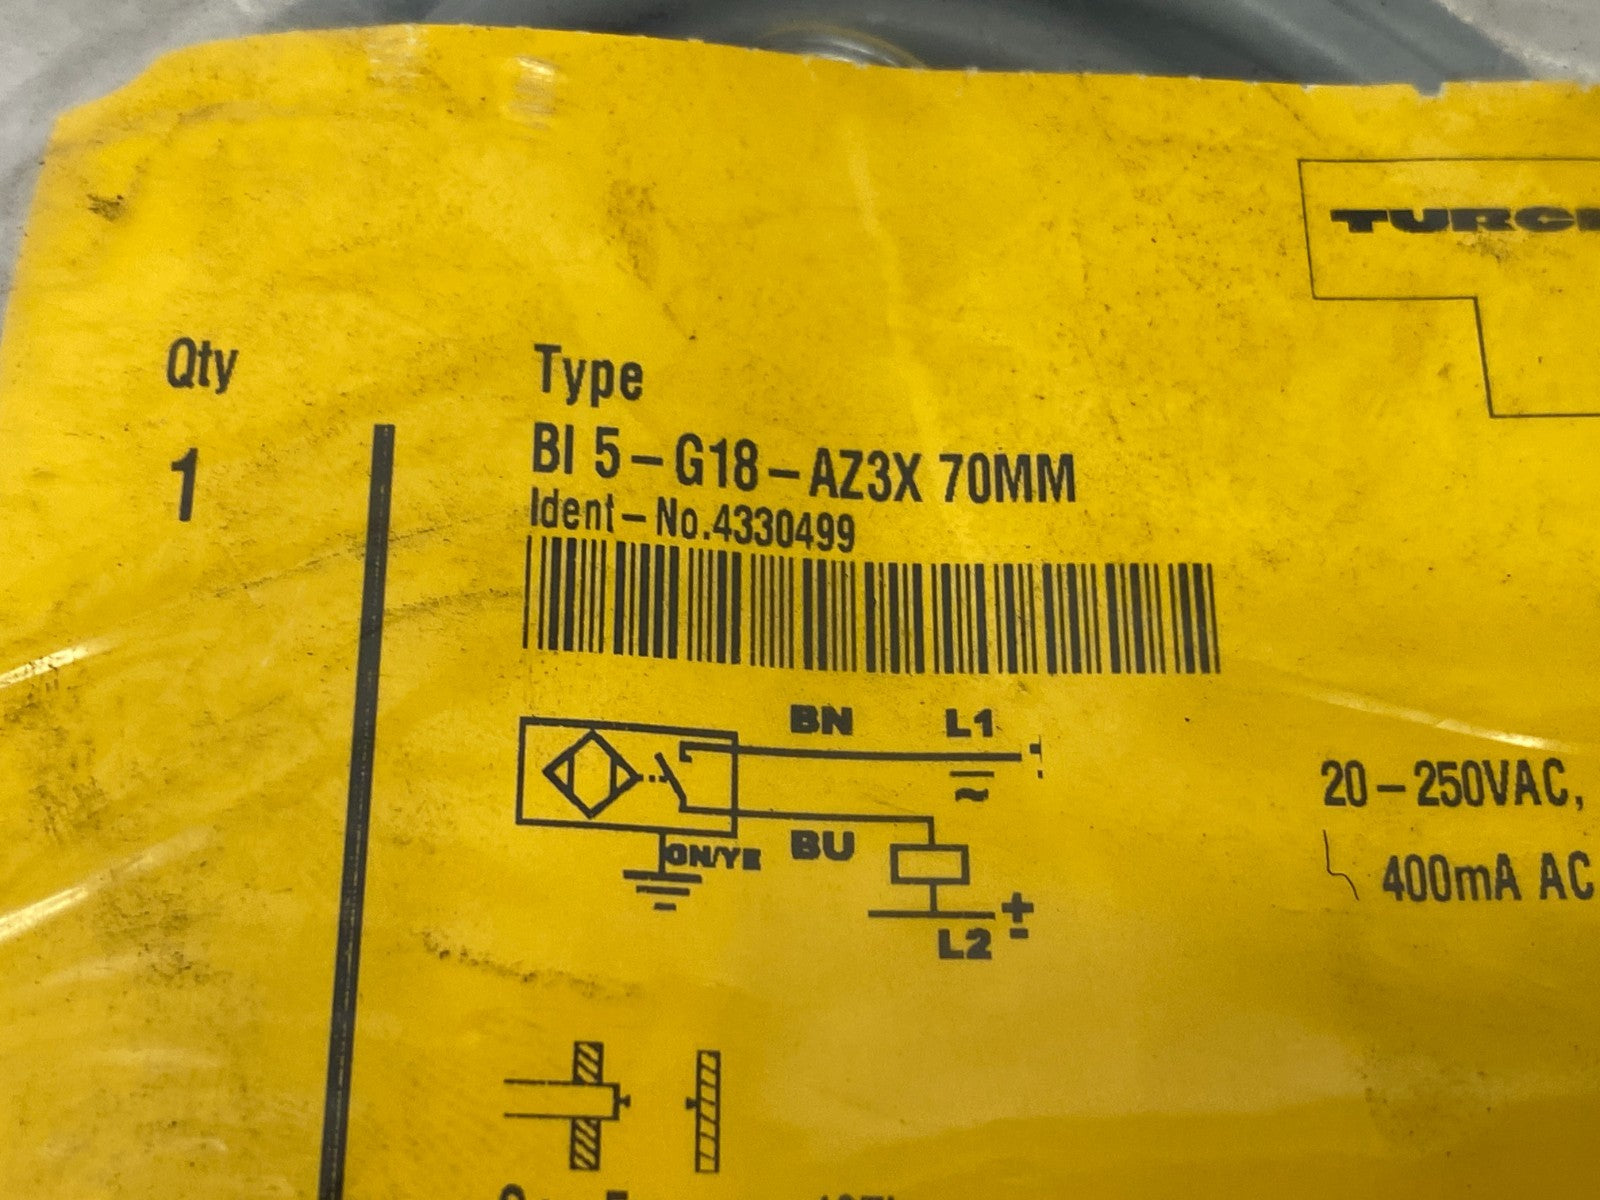 TURC
Qty
Type
1
BI 5-G18-AZ3X 70MM
Ident-No.4330499
BN L1
20-250VAC,
BU
GN/YE
400mA AC
L2